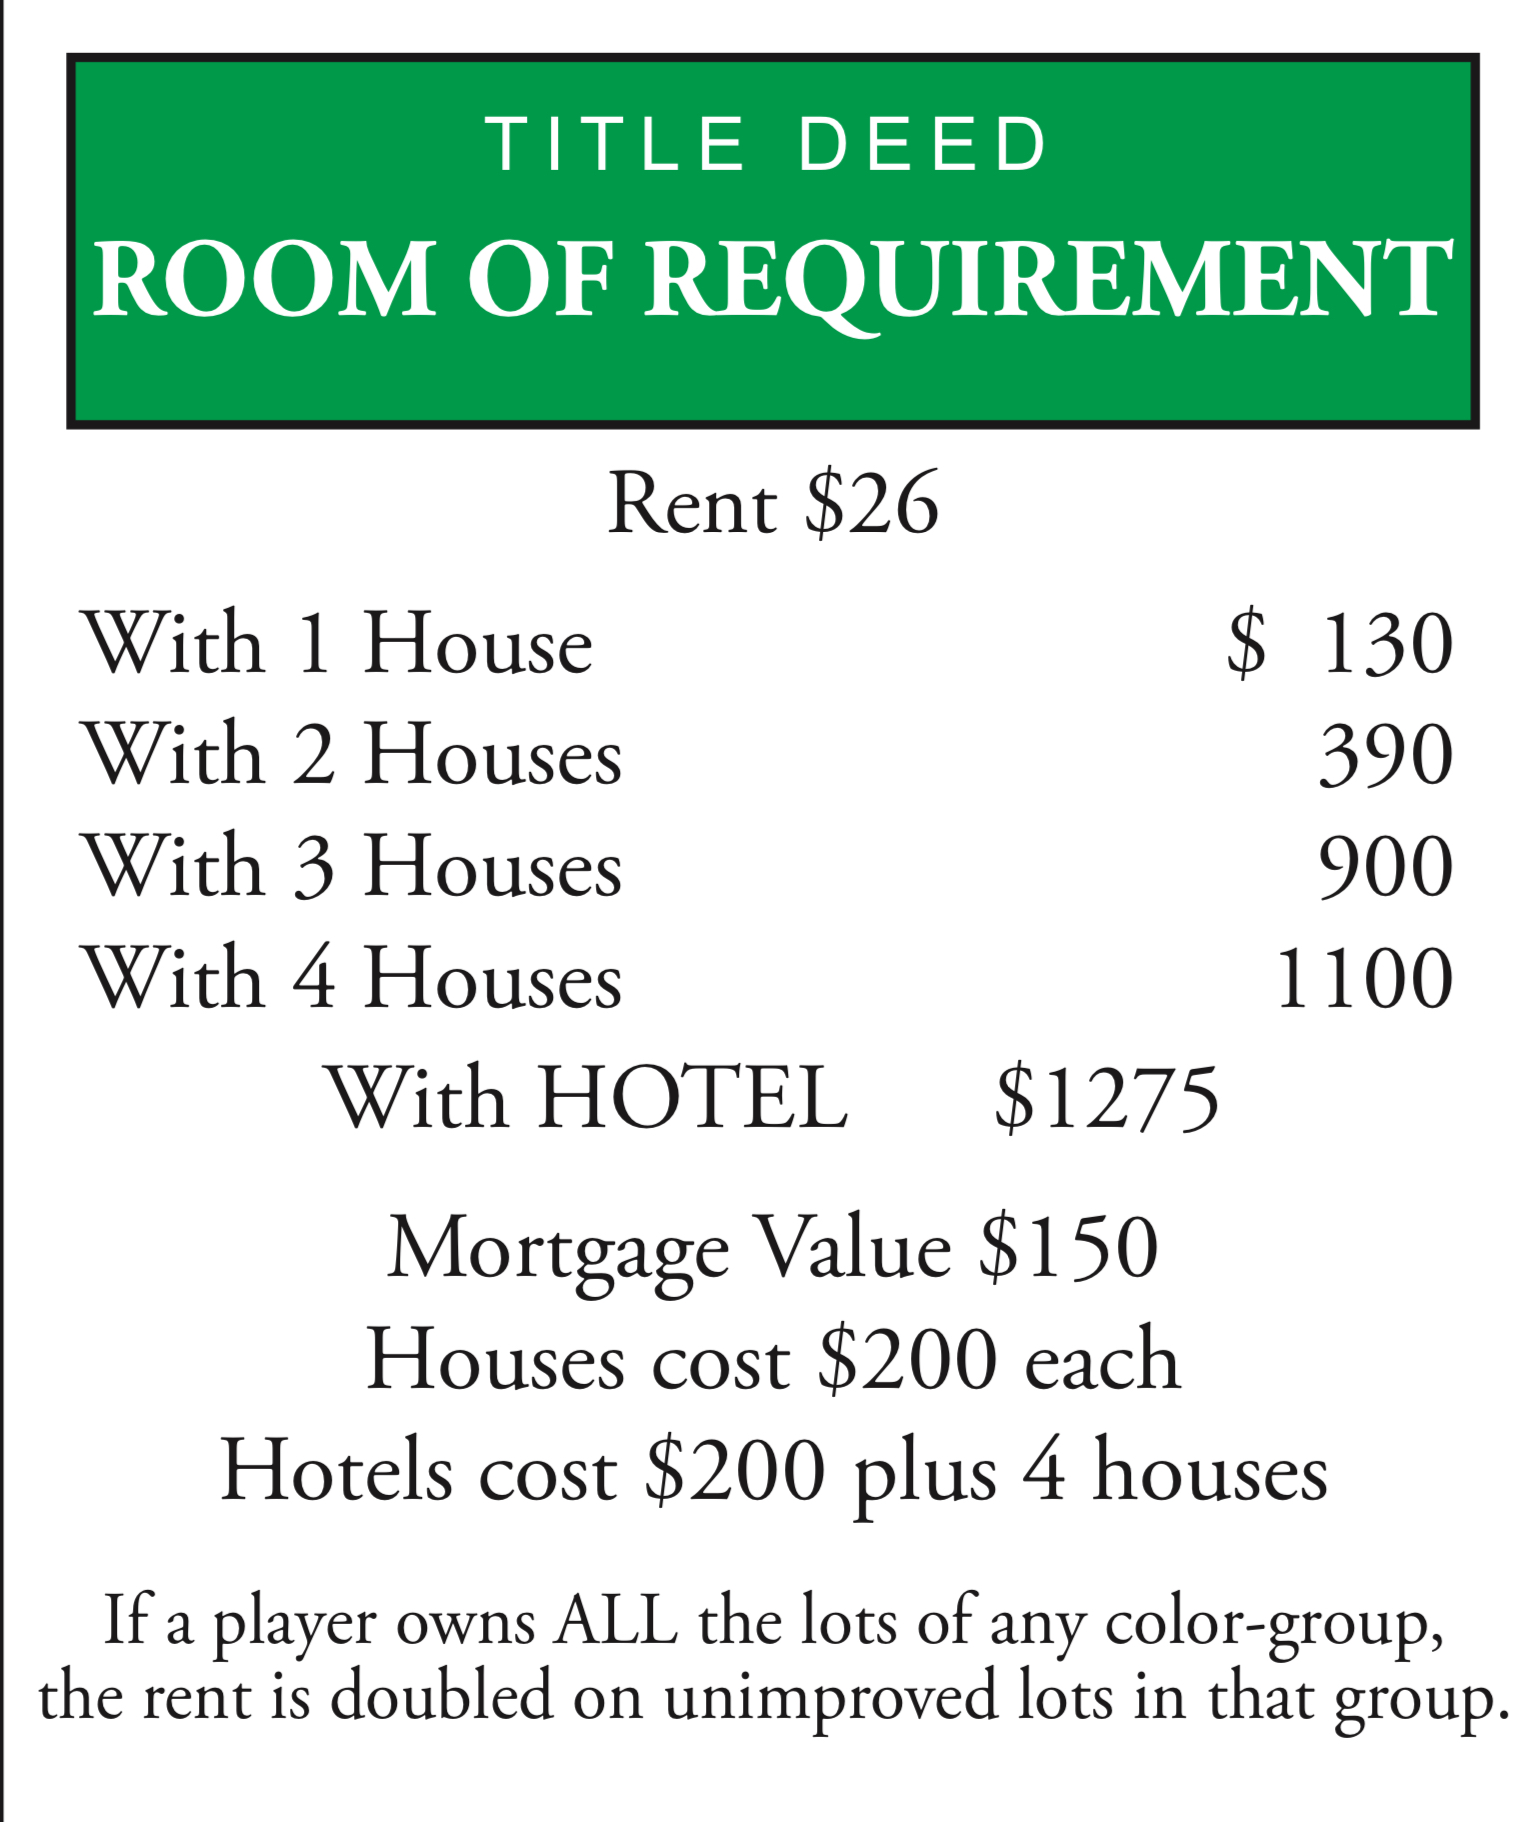 TITLE DEED
ROOM OF REQUIREMENT
Rent $26
With 1 House $ 130
With 2 Houses 390
With 3 Houses 900
With 4 Houses 1100
With HOTEL $1275
Mortgage Value $150
Houses cost $200 each
Hotels cost $200 plus 4 houses
If a player owns ALL the lots of any color-group,
the rent is doubled on unimproved lots in that group.